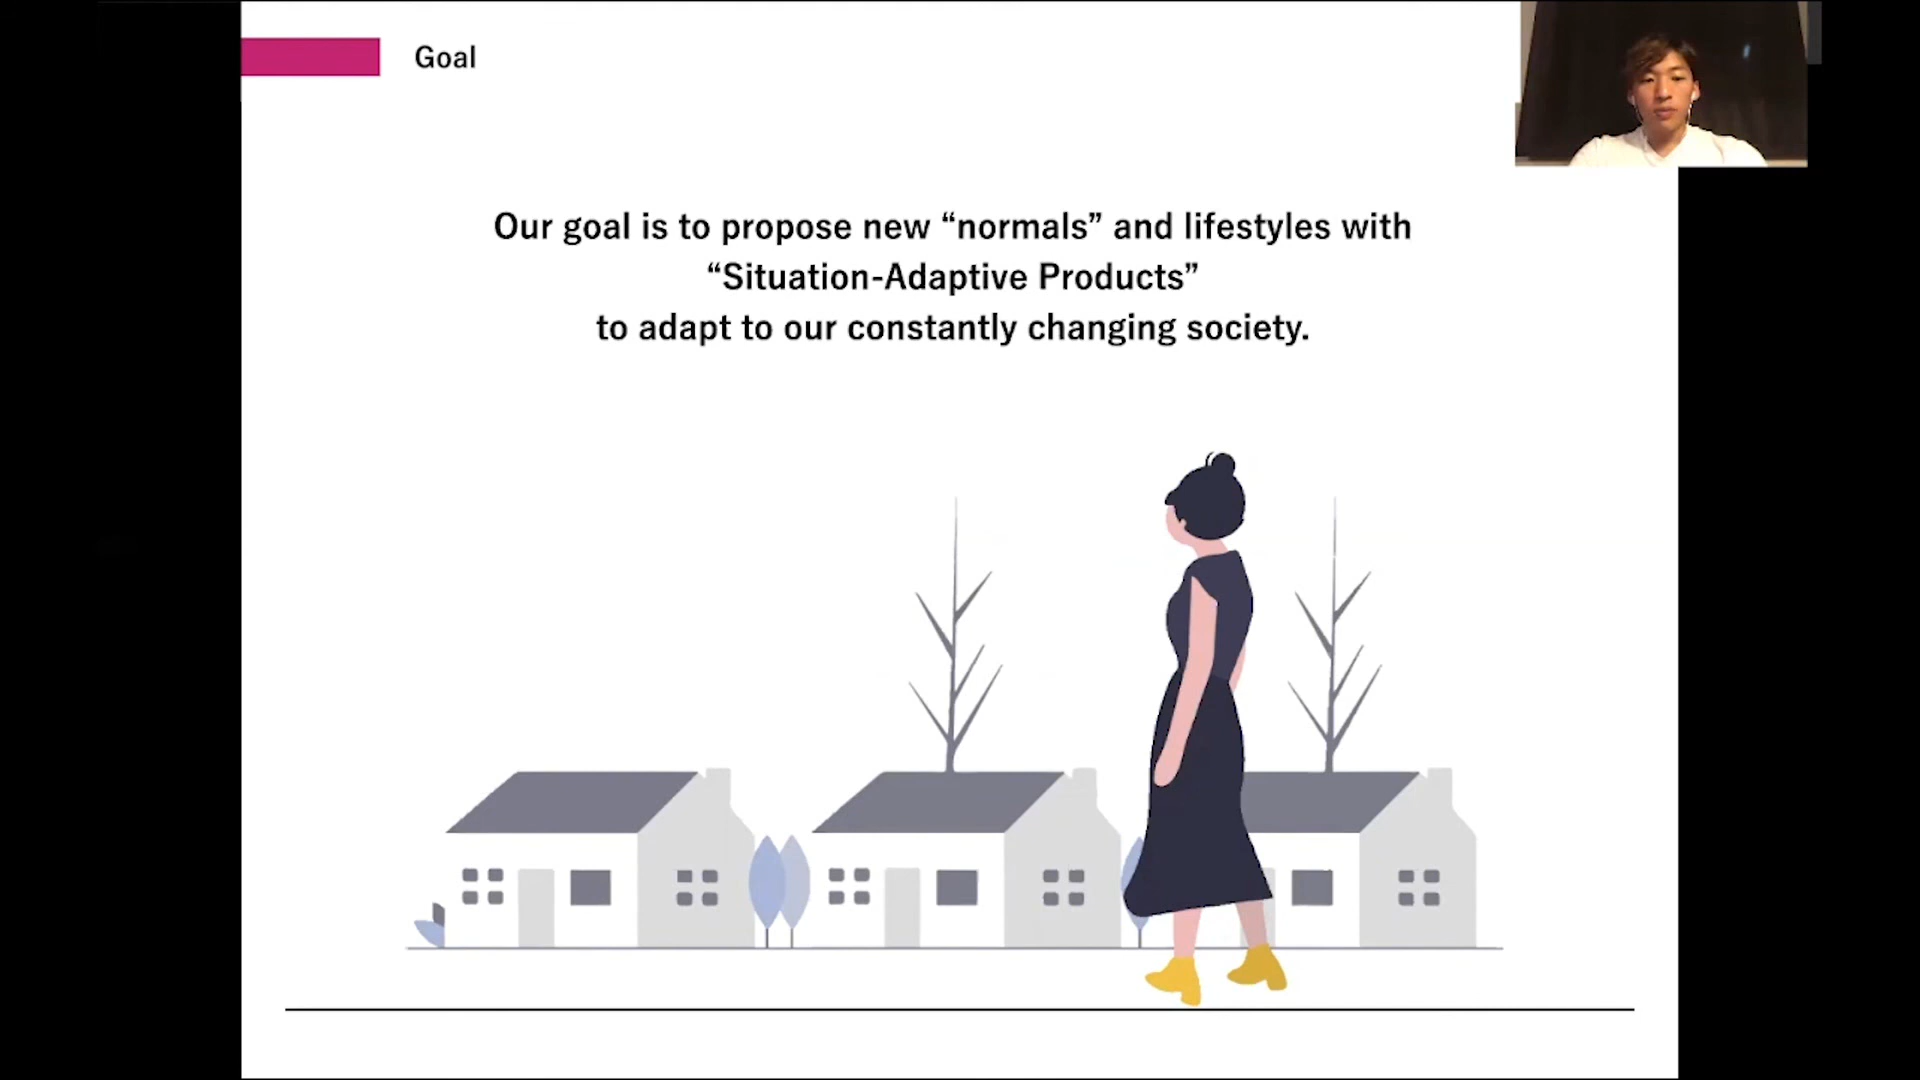 Goal
Our goal is to propose new “normals” and lifestyles with
“Situation-Adaptive Products”
to adapt to our constantly changing society.